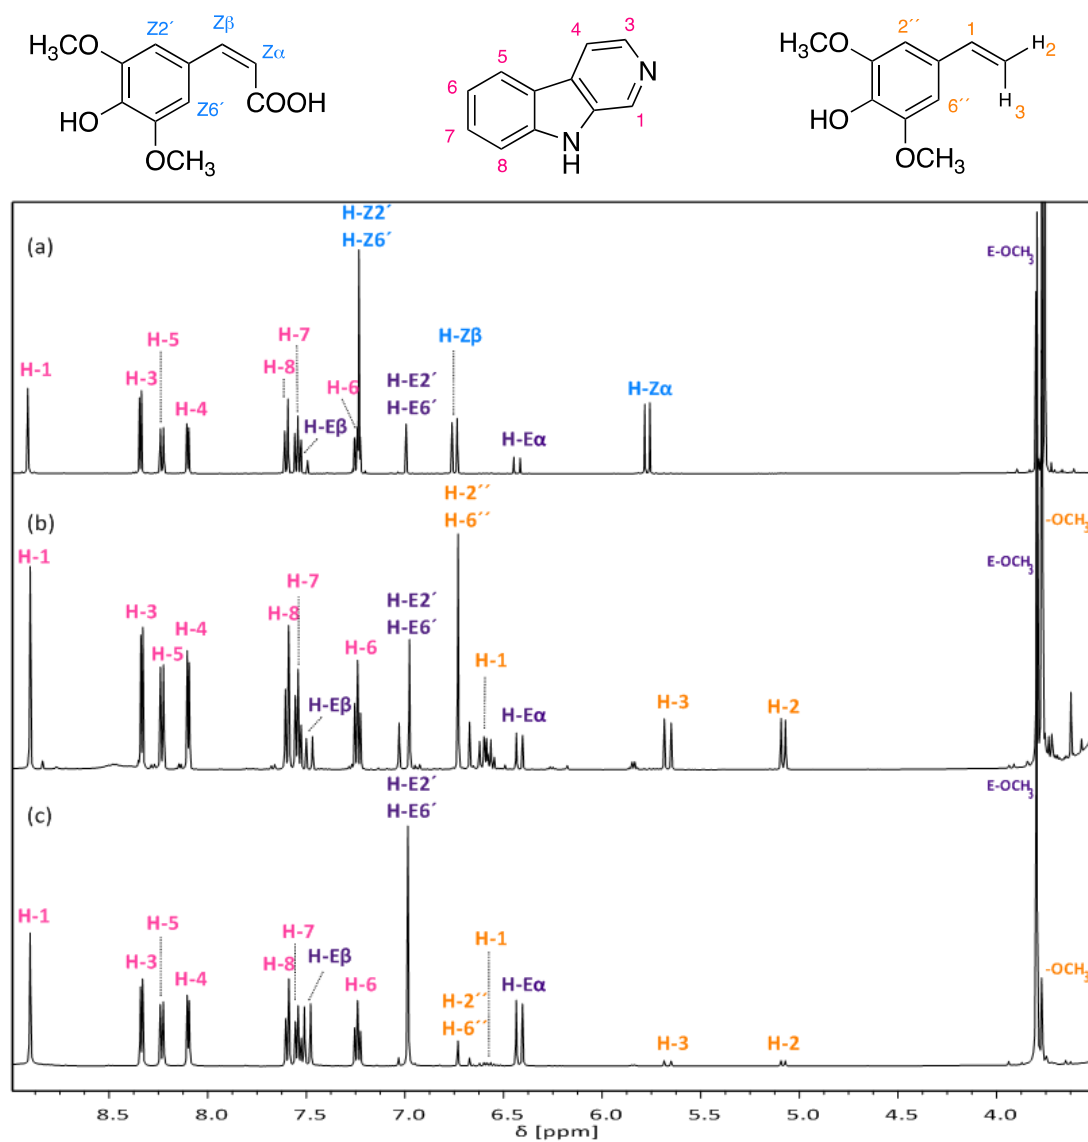 Z2´
Zβ
Zα
Z6´
H₃CO
HO
OCH₃
COOH
4
3
5
6
7
8
1
N
NH
2´´
1
H₂
H
3
6´´
H₃CO
HO
OCH₃
(a)
H-1
H-3
H-5
H-4
H-8
H-7
H-Eβ
H-6
H-Z2´
H-Z6´
H-E2´
H-E6´
H-Zβ
H-Eα
H-Zα
E-OCH₃
(b)
H-1
H-3
H-5
H-4
H-8
H-7
H-Eβ
H-6
H-E2´
H-E6´
H-2´´
H-6´´
H-1
H-Eα
H-3
H-2
E-OCH₃
-OCH₃
(c)
H-1
H-3
H-5
H-4
H-8
H-7
H-Eβ
H-6
H-E2´
H-E6´
H-2´´
H-6´´
H-1
H-Eα
H-3
H-2
E-OCH₃
-OCH₃
8.5 8.0 7.5 7.0 6.5 6.0 5.5 5.0 4.5 4.0
δ [ppm]